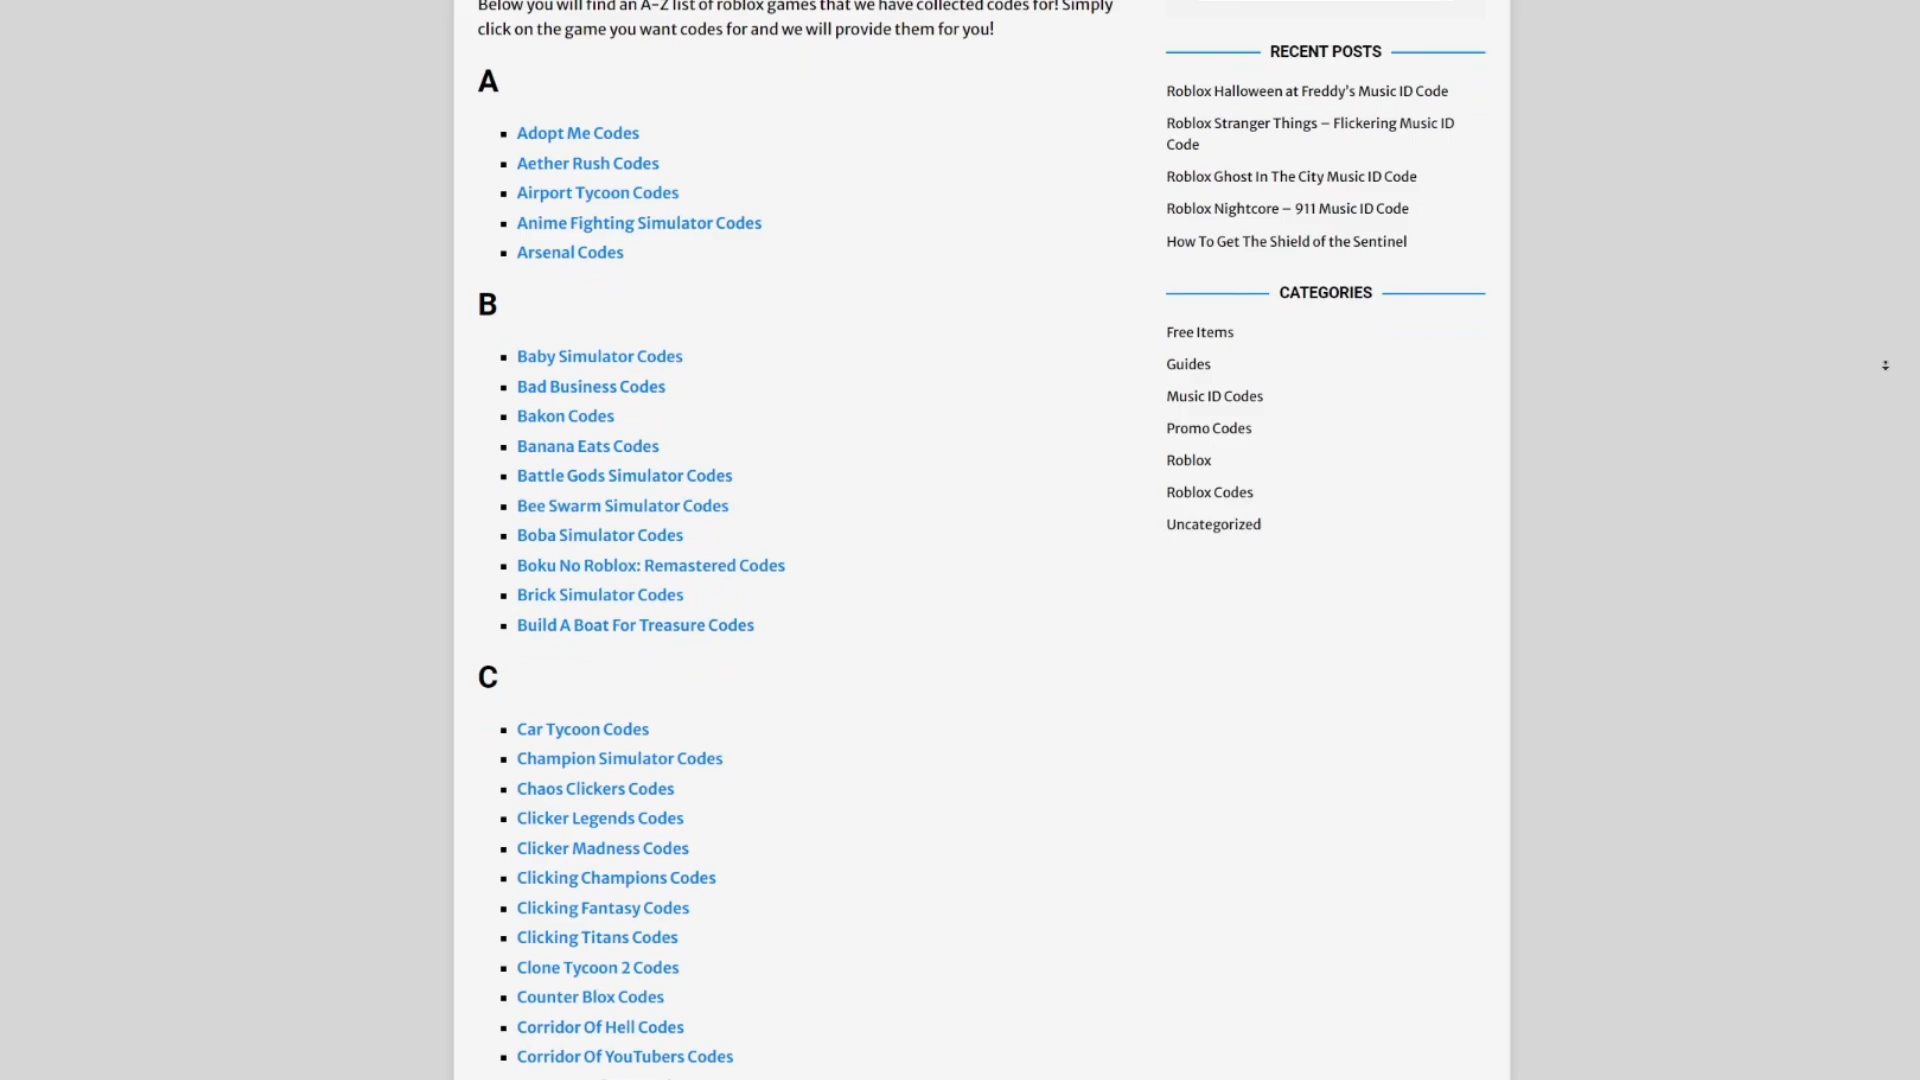 Below you will find an A-Z list of roblox games that we have collected codes for! Simply
click on the game you want codes for and we will provide them for you!
A
Adopt Me Codes
Aether Rush Codes
Airport Tycoon Codes
Anime Fighting Simulator Codes
Arsenal Codes
B
Baby Simulator Codes
Bad Business Codes
Bakon Codes
Banana Eats Codes
Battle Gods Simulator Codes
Bee Swarm Simulator Codes
Boba Simulator Codes
Boku No Roblox: Remastered Codes
Brick Simulator Codes
Build A Boat For Treasure Codes
C
Car Tycoon Codes
Champion Simulator Codes
Chaos Clickers Codes
Clicker Legends Codes
Clicker Madness Codes
Clicking Champions Codes
Clicking Fantasy Codes
Clicking Titans Codes
Clone Tycoon 2 Codes
Counter Blox Codes
Corridor Of Hell Codes
Corridor Of YouTubers Codes
RECENT POSTS
Roblox Halloween at Freddy's Music ID Code
Roblox Stranger Things – Flickering Music ID
Code
Roblox Ghost In The City Music ID Code
Roblox Nightcore – 911 Music ID Code
How To Get The Shield of the Sentinel
CATEGORIES
Free Items
Guides
Music ID Codes
Promo Codes
Roblox
Roblox Codes
Uncategorized